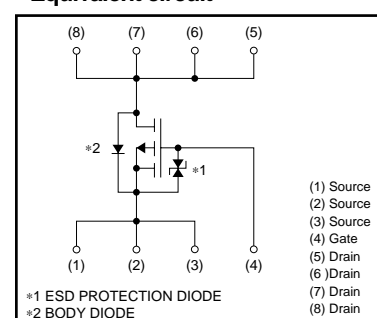 Equivalent circuit
(8) (7) (6) (5)
∗2
∗1
(1) Source
(2) Source
(3) Source
(4) Gate
(5) Drain
(6 )Drain
(7) Drain
(8) Drain
(1) (2) (3) (4)
∗1 ESD PROTECTION DIODE
∗2 BODY DIODE